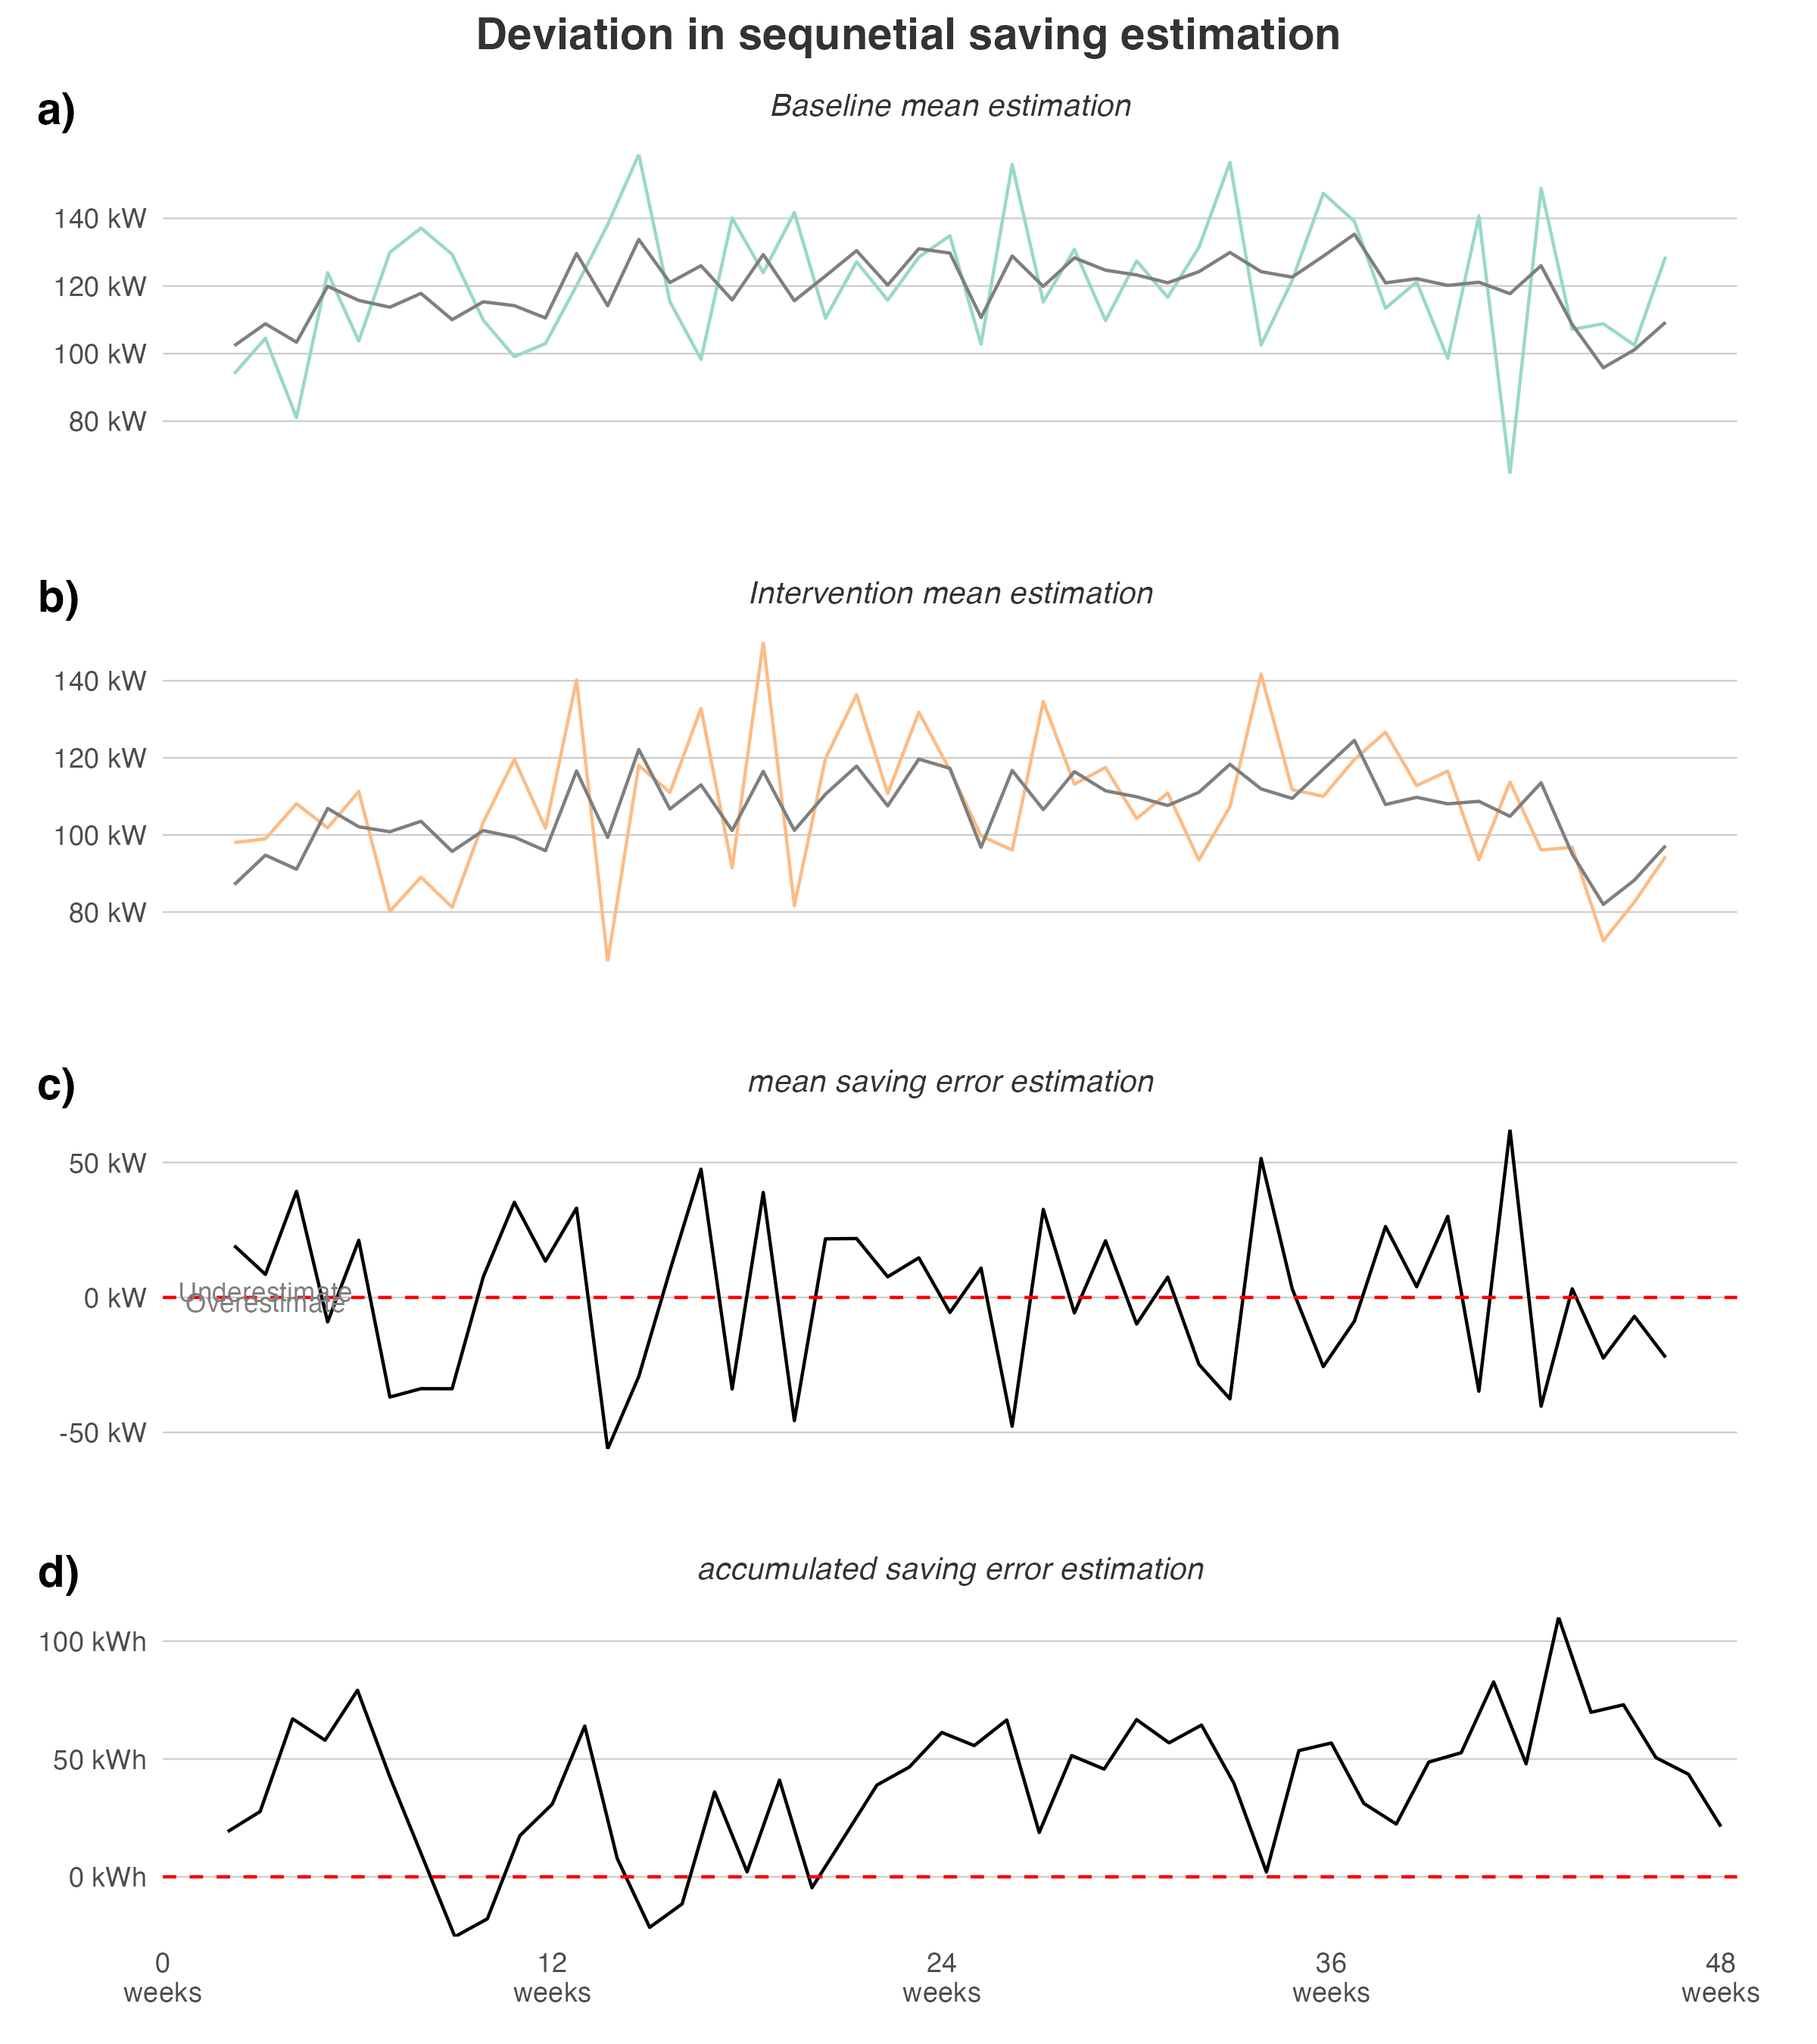 Deviation in sequnetial saving estimation
a)
Baseline mean estimation
140 kW
120 kW
100 kW
80 kW
b)
Intervention mean estimation
140 kW
120 kW
100 kW
80 kW
c)
mean saving error estimation
50 kW
Underestimate
0 kW
Overestimate
-50 kW
d)
accumulated saving error estimation
100 kWh
50 kWh
0 kWh
0 12 24 36 48
weeks weeks weeks weeks weeks